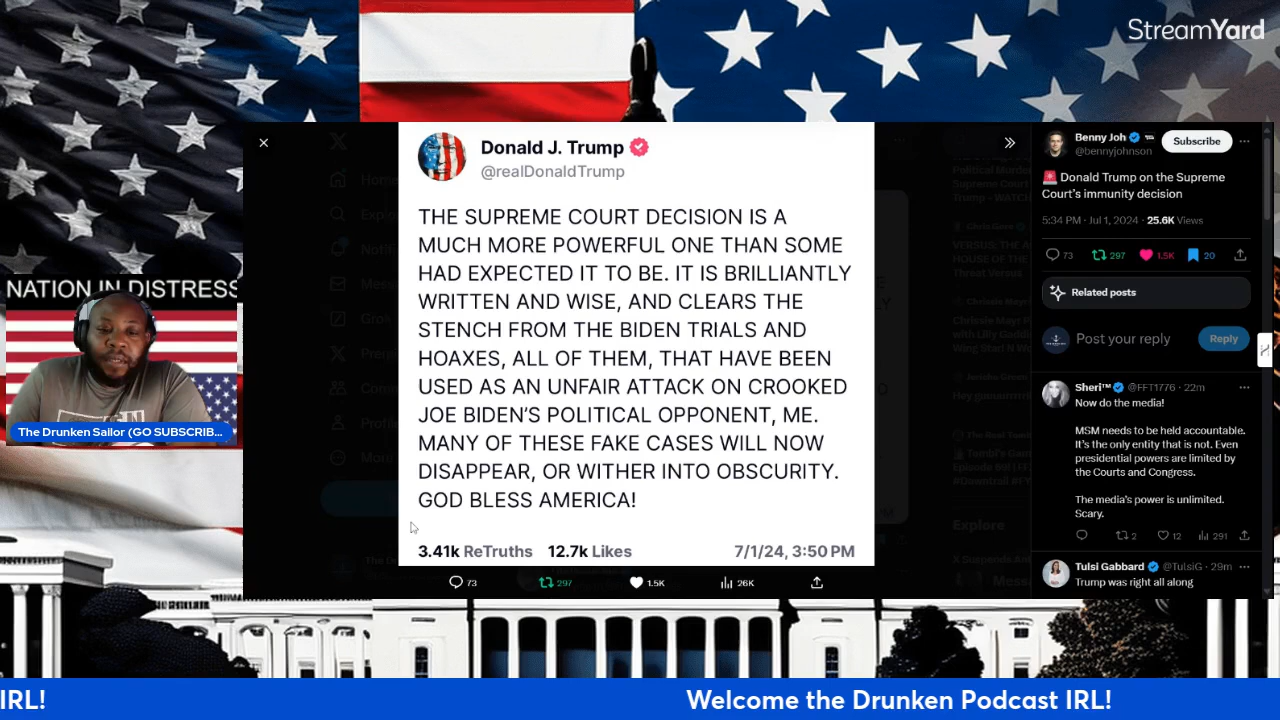 StreamYard
Donald J. Trump
@realDonaldTrump
THE SUPREME COURT DECISION IS A
MUCH MORE POWERFUL ONE THAN SOME
HAD EXPECTED IT TO BE. IT IS BRILLIANTLY
WRITTEN AND WISE, AND CLEARS THE
STENCH FROM THE BIDEN TRIALS AND
HOAXES, ALL OF THEM, THAT HAVE BEEN
USED AS AN UNFAIR ATTACK ON CROOKED
JOE BIDEN'S POLITICAL OPPONENT, ME.
MANY OF THESE FAKE CASES WILL NOW
DISAPPEAR, OR WITHER INTO OBSCURITY.
GOD BLESS AMERICA!
3.41k ReTruths 12.7k Likes 7/1/24, 3:50 PM
73 297 1.5K 26K
Benny Joh
Subscribe
@bennyjohnson
Donald Trump on the Supreme
Court's immunity decision
5:34 PM · Jul 1, 2024 · 25.6K Views
73 297 1.5K 20
Related posts
Post your reply
Reply
Sheri™ @FFT1776 · 22m
Now do the media!
MSM needs to be held accountable.
It's the only entity that is not. Even
presidential powers are limited by
the Courts and Congress.
The media's power is unlimited.
Scary.
2 12 291
Tulsi Gabbard @TulsiG · 29m
Trump was right all along
NATION IN DISTRESS
The Drunken Sailor (GO SUBSCRIB...
Explore
IRL!
Welcome the Drunken Podcast IRL!